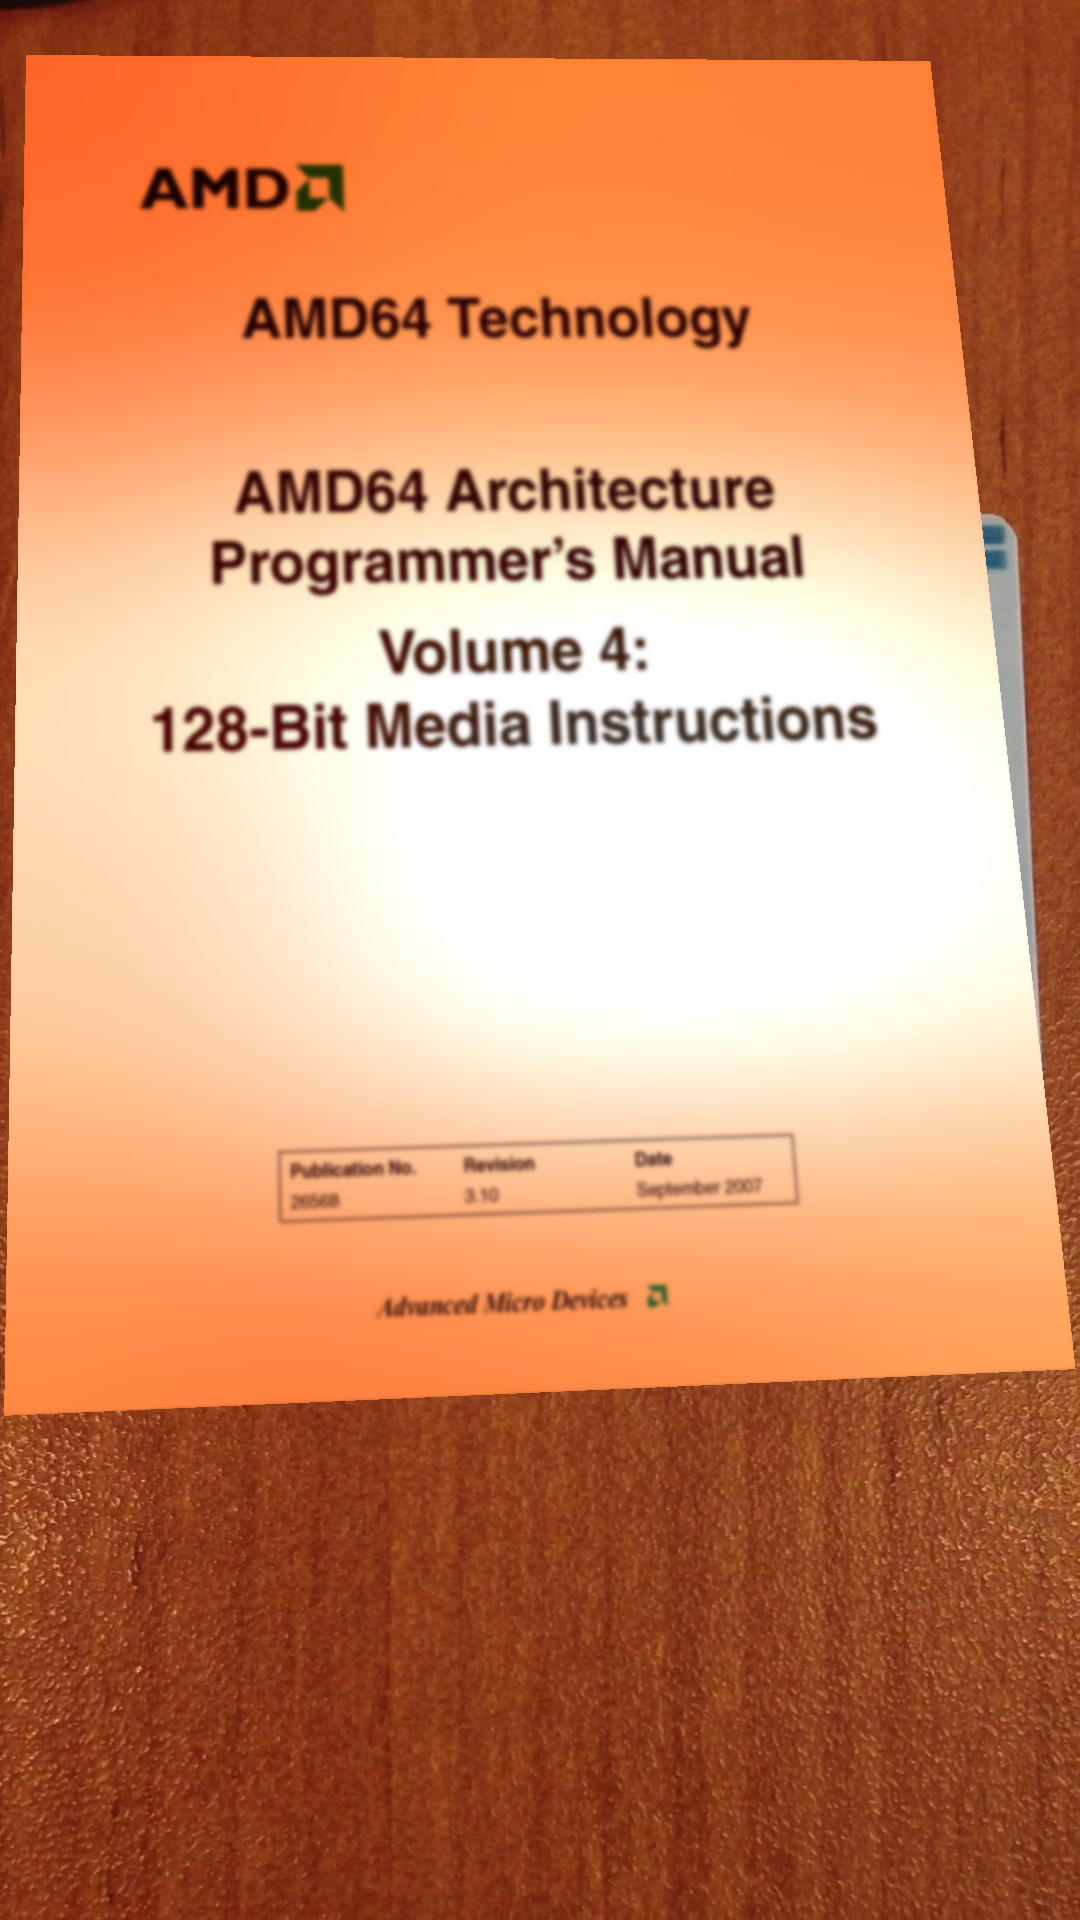 AMD
AMD64 Technology
AMD64 Architecture
Programmer’s Manual
Volume 4:
128-Bit Media Instructions
Publication No. Revision Date
26568 3.10 September 2007
Advanced Micro Devices